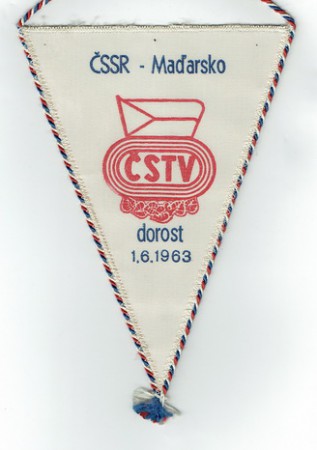 ČSSR - Maďarsko
ČSTV
dorost
1.6.1963